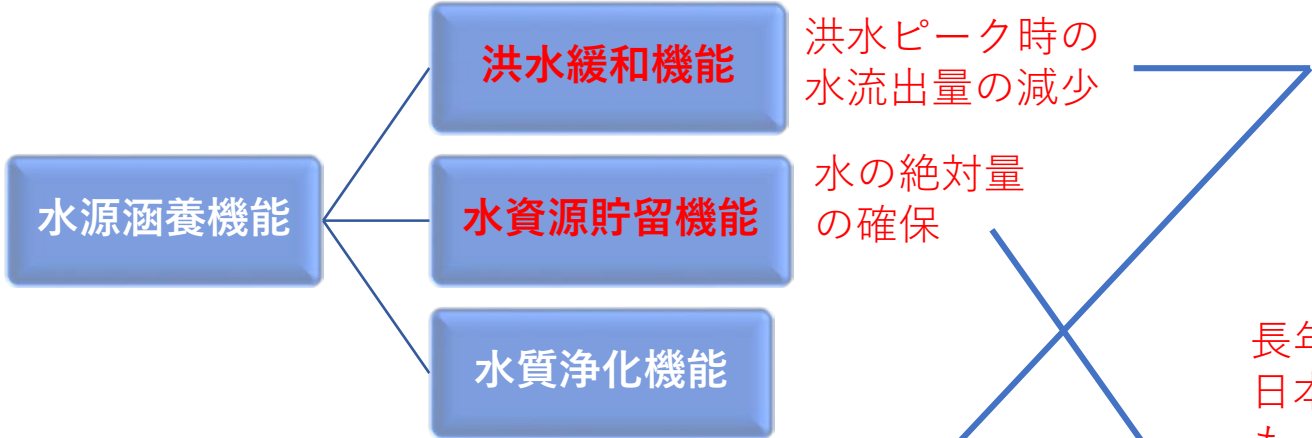 洪水緩和機能
洪水ピーク時の
水流出量の減少
水源涵養機能
水資源貯留機能
水の絶対量
の確保
水質浄化機能
長年
日本